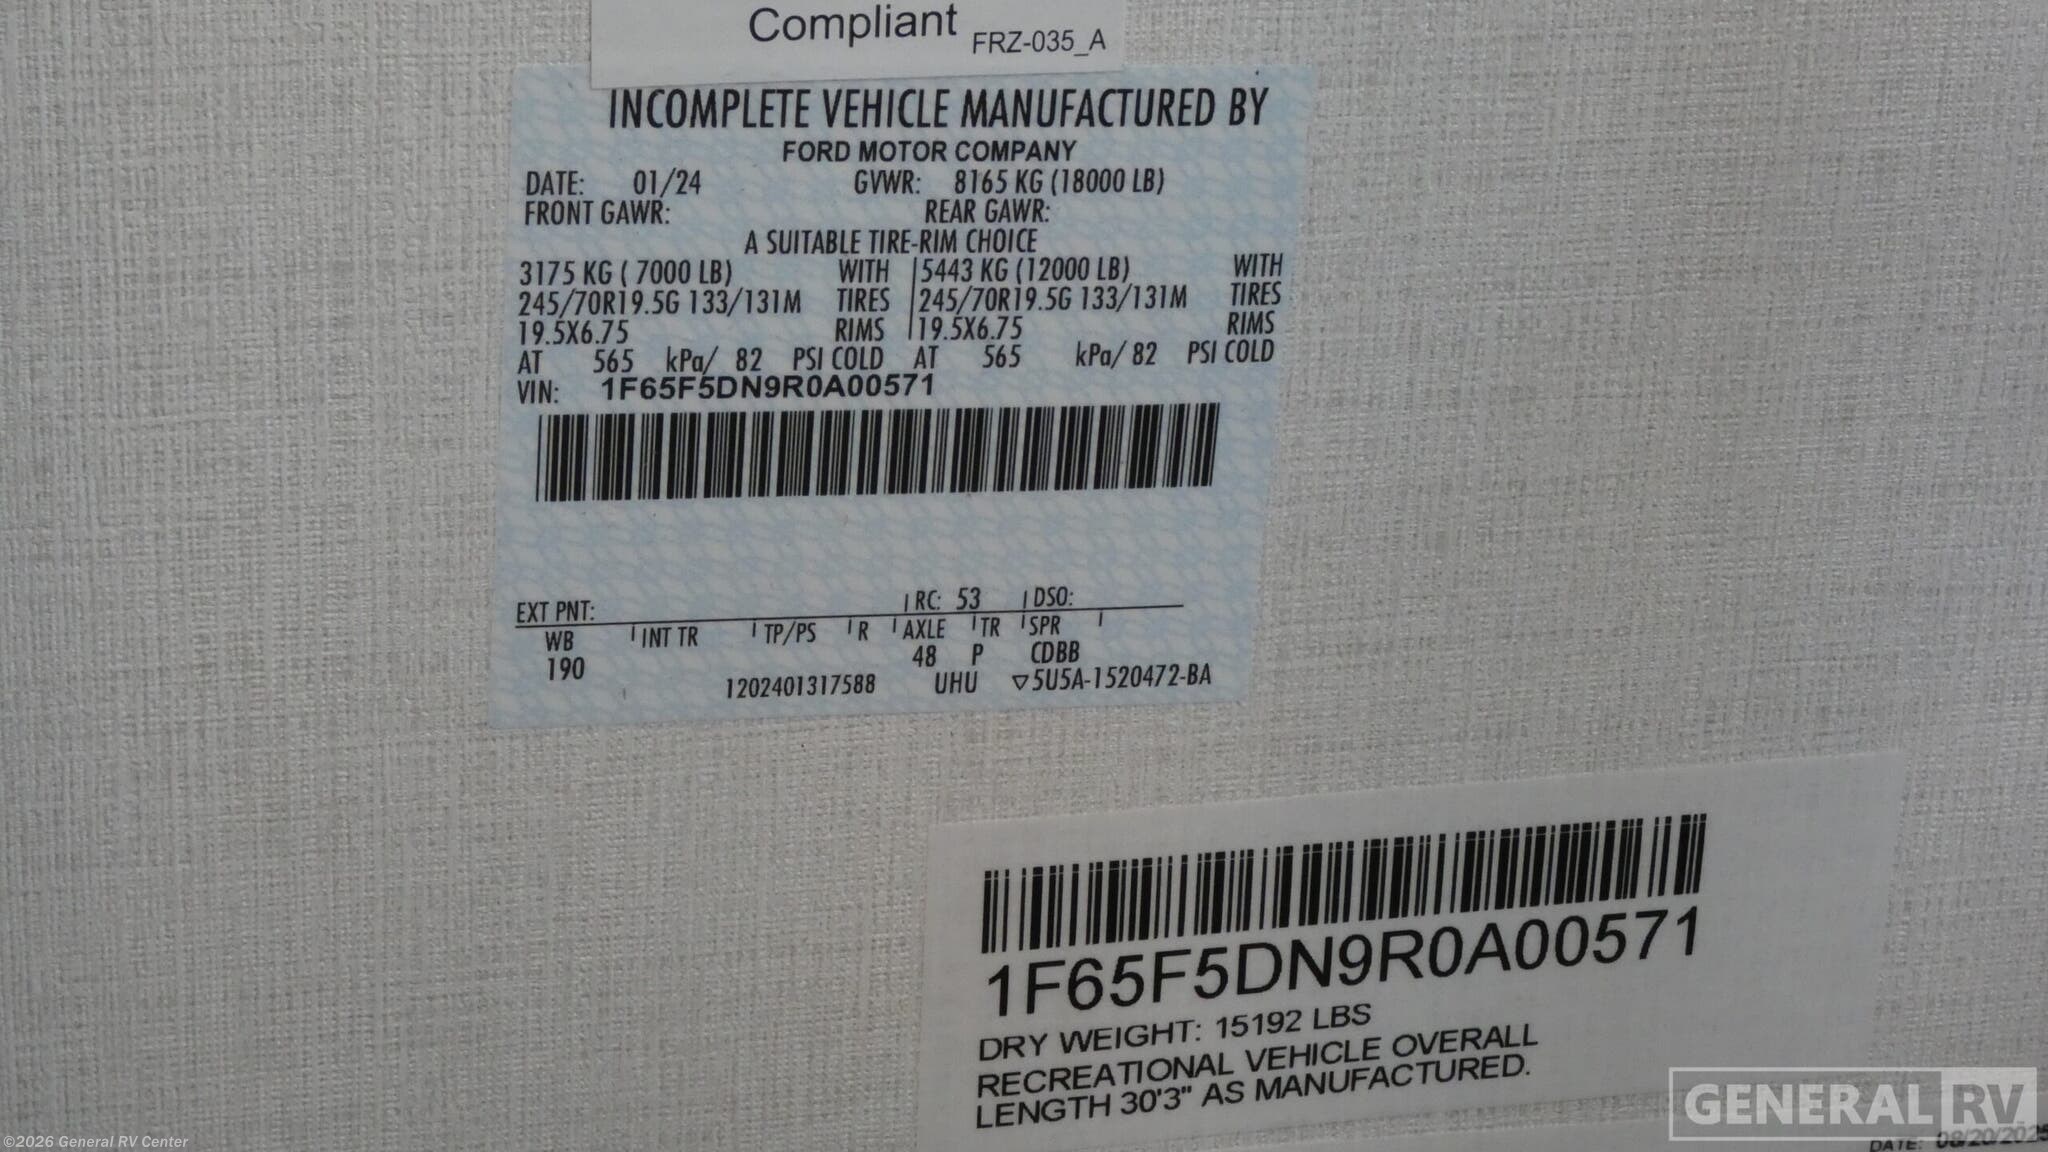 Compliant FRZ-035_A
INCOMPLETE VEHICLE MANUFACTURED BY
FORD MOTOR COMPANY
DATE: 01/24 GVWR: 8165 KG (18000 LB)
FRONT GAWR: REAR GAWR:
A SUITABLE TIRE-RIM CHOICE
3175 KG ( 7000 LB) WITH 5443 KG (12000 LB) WITH
245/70R19.5G 133/131M TIRES 245/70R19.5G 133/131M TIRES
19.5X6.75 RIMS 19.5X6.75 RIMS
AT 565 kPa/ 82 PSI COLD AT 565 kPa/ 82 PSI COLD
VIN: 1F65F5DN9R0A00571
EXT PNT: RC: 53 DSO:
WB INT TR TP/PS R AXLE TR SPR
190 48 P CDBB
1202401317588 UHU ▽5U5A-1520472-BA
1F65F5DN9R0A00571
DRY WEIGHT: 15192 LBS
RECREATIONAL VEHICLE OVERALL
LENGTH 30'3" AS MANUFACTURED.
GENERAL RV
DATE: 08/20/2025
©2026 General RV Center